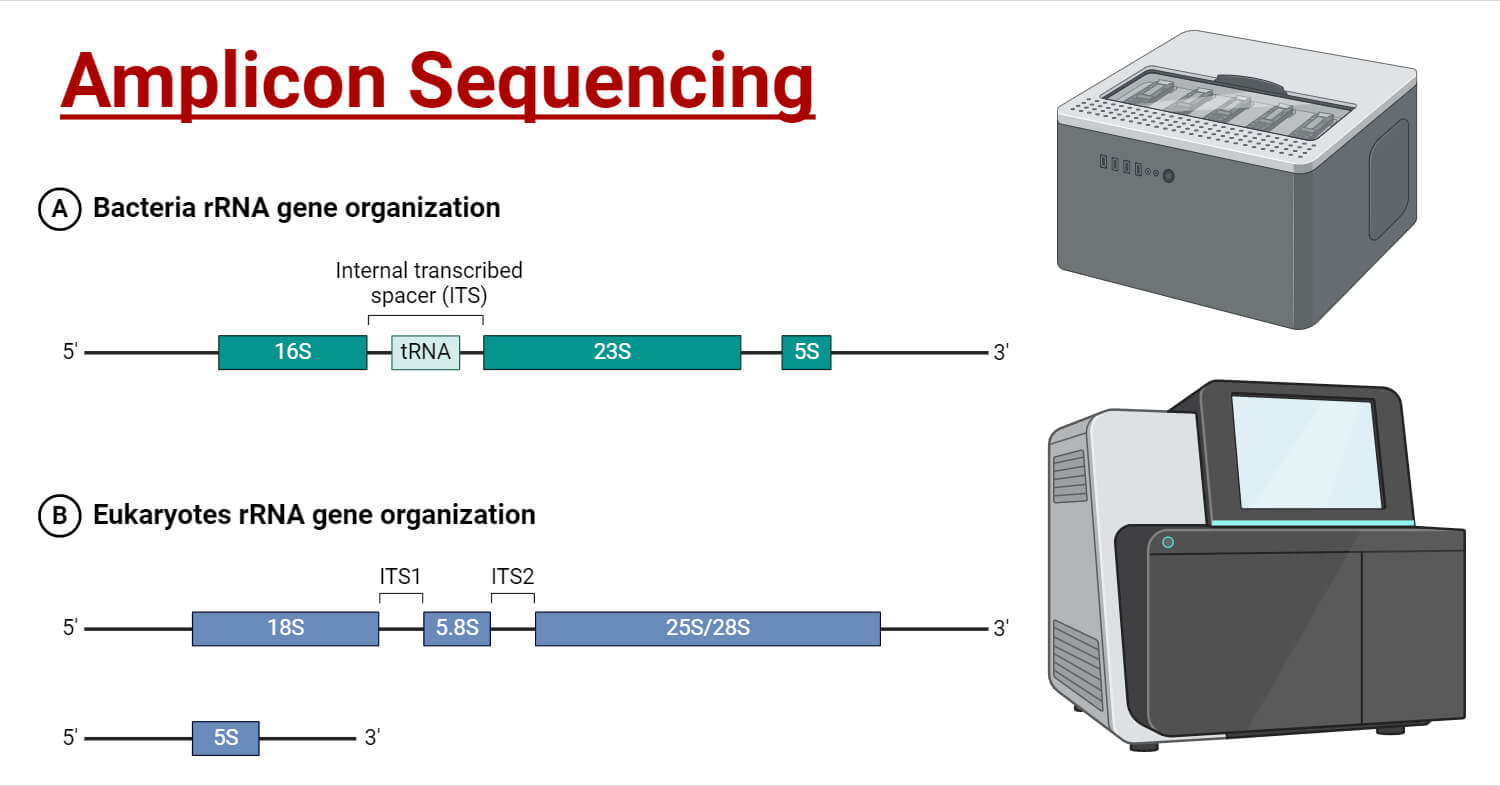 Amplicon Sequencing
A Bacteria rRNA gene organization
Internal transcribed
spacer (ITS)
5' 16S tRNA 23S 5S 3'
B Eukaryotes rRNA gene organization
ITS1 ITS2
5' 18S 5.8S 25S/28S 3'
5' 5S 3'